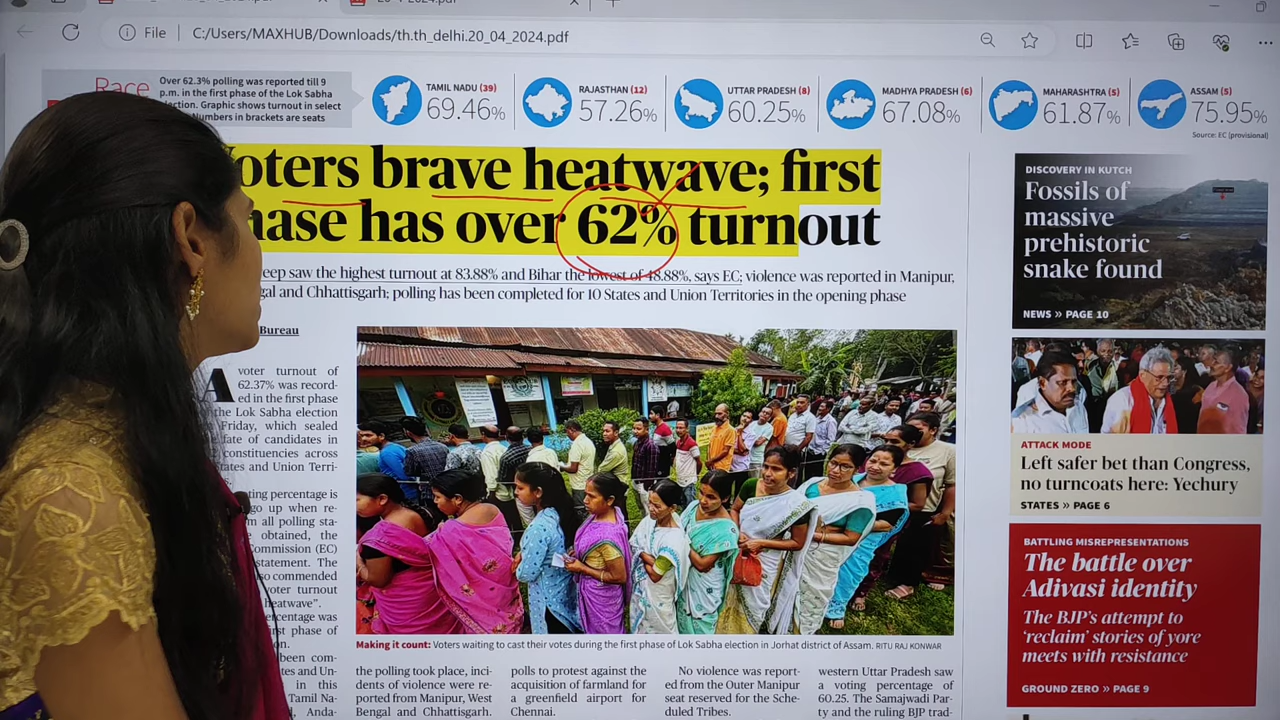 File
C:/Users/MAXHUB/Downloads/th.th_delhi.20_04_2024.pdf
Race
Over 62.3% polling was reported till 9
p.m. in the first phase of the Lok Sabha
election. Graphic shows turnout in select
Numbers in brackets are seats
TAMIL NADU (39)
69.46%
RAJASTHAN (12)
57.26%
UTTAR PRADESH (8)
60.25%
MADHYA PRADESH (6)
67.08%
MAHARASHTRA (5)
61.87%
ASSAM (5)
75.95%
Source: EC (provisional)
Voters brave heatwave; first
phase has over 62% turnout
eep saw the highest turnout at 83.88% and Bihar the lowest of 48.88%, says EC; violence was reported in Manipur,
gal and Chhattisgarh; polling has been completed for 10 States and Union Territories in the opening phase
Bureau
A voter turnout of
62.37% was record-
ed in the first phase
the Lok Sabha election
Friday, which sealed
fate of candidates in
constituencies across
States and Union Terri-
ting percentage is
go up when re-
m all polling sta-
obtained, the
Commission (EC)
statement. The
so commended
voter turnout
heatwave”.
percentage was
rst phase of
on.
been com-
tes and Un-
in this
Tamil Na-
Anda-
Making it count: Voters waiting to cast their votes during the first phase of Lok Sabha election in Jorhat district of Assam. RITU RAJ KONWAR
the polling took place, inci-
dents of violence were re-
ported from Manipur, West
Bengal and Chhattisgarh.
polls to protest against the
acquisition of farmland for
a greenfield airport for
Chennai.
No violence was report-
ed from the Outer Manipur
seat reserved for the Sche-
duled Tribes.
western Uttar Pradesh saw
a voting percentage of
60.25. The Samajwadi Par-
ty and the ruling BJP trad-
DISCOVERY IN KUTCH
Fossils of
massive
prehistoric
snake found
NEWS » PAGE 10
ATTACK MODE
Left safer bet than Congress,
no turncoats here: Yechury
STATES » PAGE 6
BATTLING MISREPRESENTATIONS
The battle over
Adivasi identity
The BJP’s attempt to
‘reclaim’ stories of yore
meets with resistance
GROUND ZERO » PAGE 9